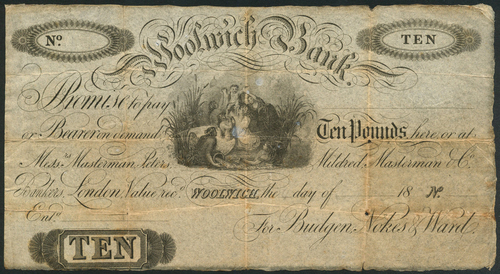 No. TEN
Woolwich Bank.
I Promise to pay
or Bearer on demand Ten Pounds, here, or at
Mess.rs Masterman, Peters, Mildred, Masterman & Co.
Bankers, London, Value rec.d WOOLWICH, the day of 18 No.
Ent.d
For Budgen, Nokes & Ward.
TEN